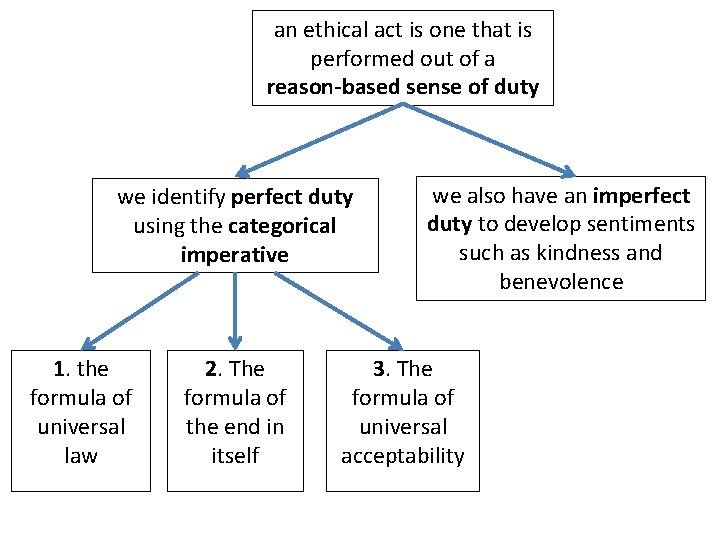 an ethical act is one that is
performed out of a
reason-based sense of duty
we identify perfect duty
using the categorical
imperative
we also have an imperfect
duty to develop sentiments
such as kindness and
benevolence
1. the
formula of
universal
law
2. The
formula of
the end in
itself
3. The
formula of
universal
acceptability